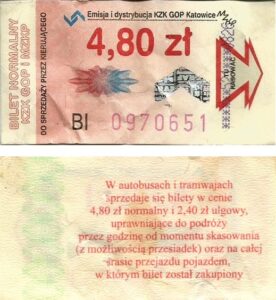 Emisja i dystrybucja KZK GOP Katowice
4,80 zł
BILET NORMALNY
KZK GOP i MZKP
DO SPRZEDAŻY PRZEZ KIERUJĄCEGO
KASOWAĆ
BI 0970651
W autobusach i tramwajach
sprzedaje się bilety w cenie
4,80 zł normalny i 2,40 zł ulgowy,
uprawniające do podróży
przez godzinę od momentu skasowania
(z możliwością przesiadek) oraz na całej
trasie przejazdu pojazdem,
w którym bilet został zakupiony